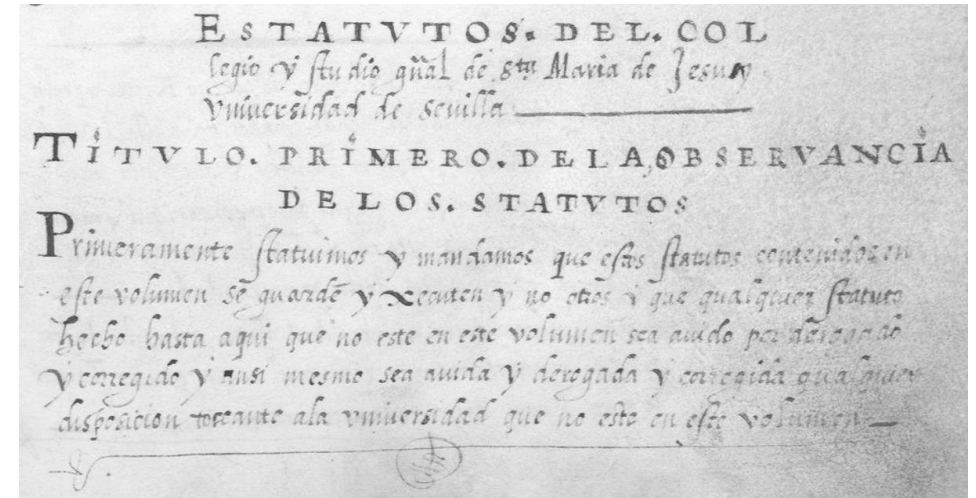 ESTATVTOS. DEL. COL
legio y studio gñal de sta Maria de Jesus y
vniversidad de sevilla
TITVLO. PRIMERO. DE LA OBSERVANCIA
DE LOS. STATVTOS
Primeramente statuimos y mandamos que estos statutos contenidos en
este volumen se guardē y Xecuten y no otros y que qualquier statuto
hecho hasta aqui que no este en este volumen sea auido por derogado
y corregido y ansi mesmo sea auida y derogada y corregida qualquier
disposicion tocante ala vniversidad que no este en este volumen